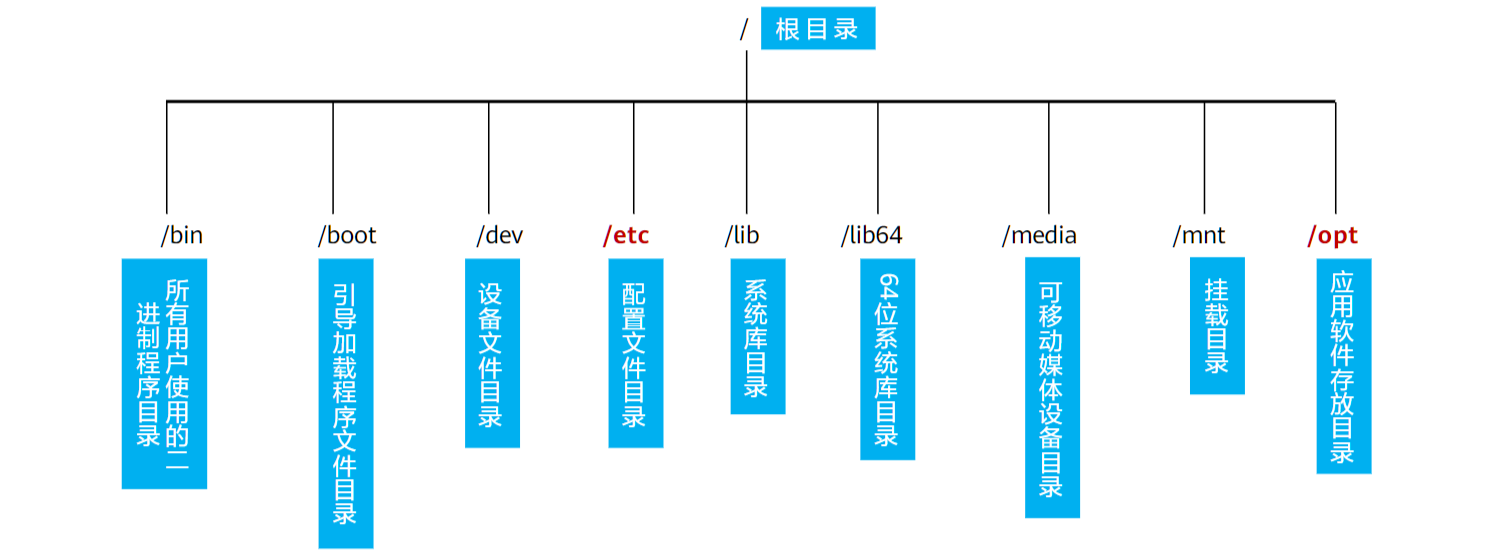 / 根目录
/bin
/boot
/dev
/etc
/lib
/lib64
/media
/mnt
/opt
所有用户使用的二
进制程序目录
引导加载程序文件目录
设备文件目录
配置文件目录
系统库目录
64位系统库目录
可移动媒体设备目录
挂载目录
应用软件存放目录